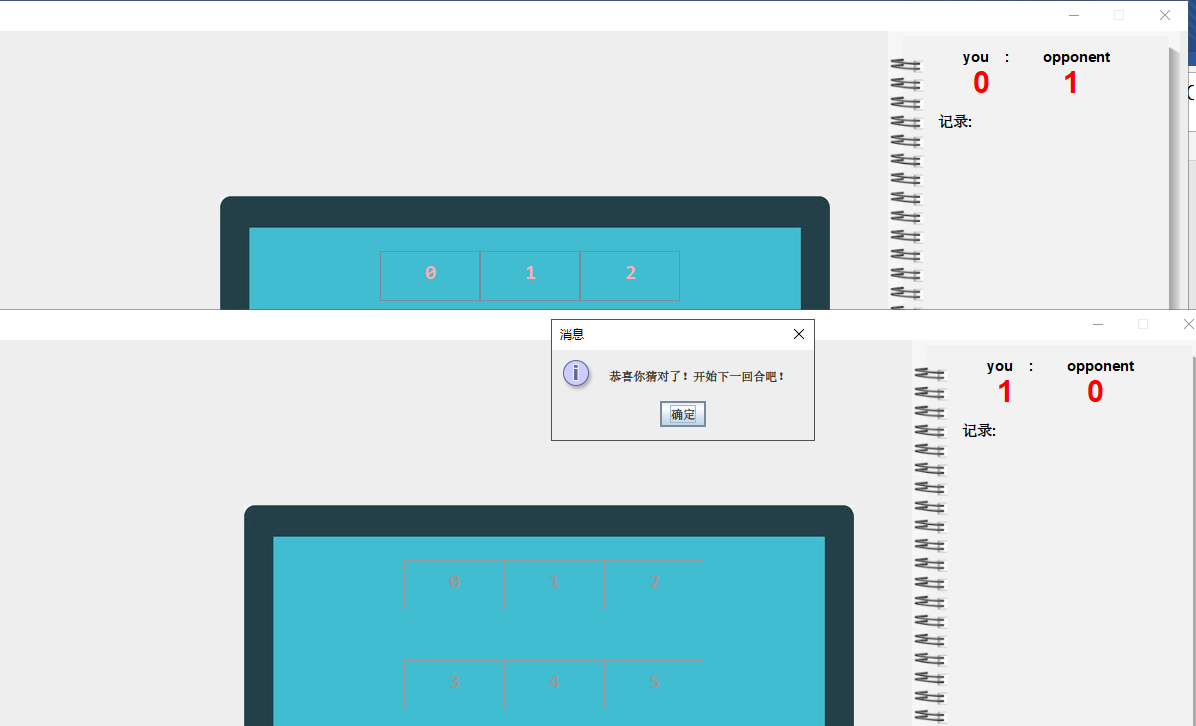 you : opponent
0 1
记录:
0 1 2
消息
恭喜你猜对了！开始下一回合吧！
确定
you : opponent
1 0
记录:
0 1 2
3 4 5